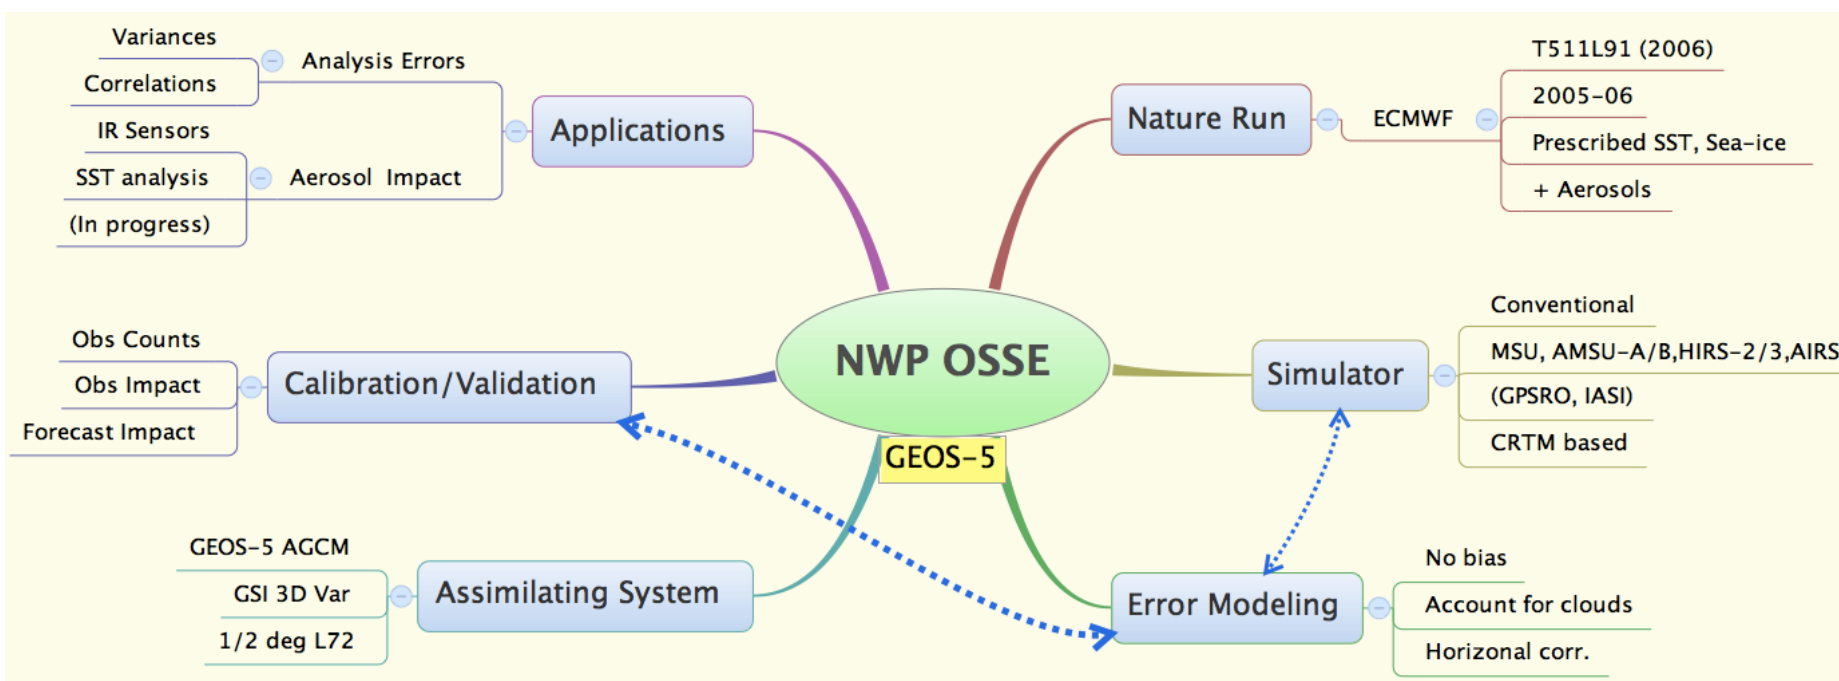 Variances
Analysis Errors
Correlations
IR Sensors
SST analysis
Aerosol Impact
(In progress)
Applications
Nature Run
ECMWF
T511L91 (2006)
2005-06
Prescribed SST, Sea-ice
+ Aerosols
NWP OSSE
GEOS-5
Obs Counts
Obs Impact
Forecast Impact
Calibration/Validation
Simulator
Conventional
MSU, AMSU-A/B,HIRS-2/3,AIRS
(GPSRO, IASI)
CRTM based
GEOS-5 AGCM
GSI 3D Var
1/2 deg L72
Assimilating System
Error Modeling
No bias
Account for clouds
Horizonal corr.